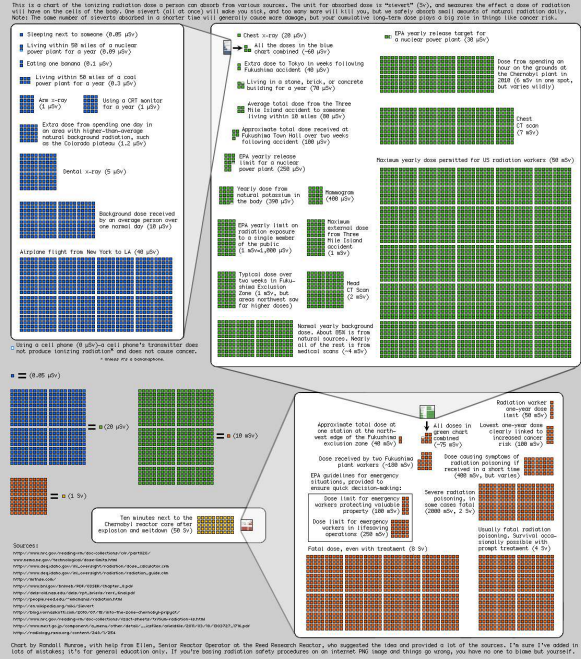 This is a chart of the ionizing radiation dose a person can absorb from various sources. The unit for absorbed dose is "sievert" (Sv), and measures the effect a dose of radiation
will have on the cells of the body. One sievert (all at once) will make you sick, and too many more will kill you, but we safely absorb small amounts of natural radiation daily.
Note: The same number of sieverts absorbed in a shorter time will generally cause more damage, but your cumulative long-term dose plays a big role in things like cancer risk.
Sleeping next to someone (0.05 μSv)
Living within 50 miles of a nuclear
power plant for a year (0.09 μSv)
Eating one banana (0.1 μSv)
Living within 50 miles of a coal
power plant for a year (0.3 μSv)
Arm x-ray
(1 μSv)
Using a CRT monitor
for a year (1 μSv)
Extra dose from spending one day in
an area with higher-than-average
natural background radiation, such
as the Colorado plateau (1.2 μSv)
Dental x-ray (5 μSv)
Background dose received
by an average person over
one normal day (10 μSv)
Airplane flight from New York to LA (40 μSv)
Using a cell phone (0 μSv)—a cell phone's transmitter does
not produce ionizing radiation* and does not cause cancer.
* Unless it's a bananaphone.
Chest x-ray (20 μSv)
All the doses in the blue
chart combined (~60 μSv)
Extra dose to Tokyo in weeks following
Fukushima accident (40 μSv)
Living in a stone, brick, or concrete
building for a year (70 μSv)
Average total dose from the Three
Mile Island accident to someone
living within 10 miles (80 μSv)
Approximate total dose received at
Fukushima Town Hall over two weeks
following accident (100 μSv)
EPA yearly release
limit for a nuclear
power plant (250 μSv)
Yearly dose from
natural potassium in
the body (390 μSv)
Mammogram
(400 μSv)
EPA yearly limit on
radiation exposure
to a single member
of the public
(1 mSv=1,000 μSv)
Maximum
external dose
from Three
Mile Island
accident
(1 mSv)
Typical dose over
two weeks in Fuku-
shima Exclusion
Zone (1 mSv, but
areas northwest saw
far higher doses)
Head
CT Scan
(2 mSv)
Normal yearly background
dose. About 85% is from
natural sources. Nearly
all of the rest is from
medical scans (~4 mSv)
EPA yearly release target for
a nuclear power plant (30 μSv)
Dose from spending an
hour on the grounds at
the Chernobyl plant in
2010 (6 mSv in one spot,
but varies wildly)
Chest
CT scan
(7 mSv)
Maximum yearly dose permitted for US radiation workers (50 mSv)
= (0.05 μSv)
= (20 μSv)
= (10 mSv)
= (1 Sv)
Ten minutes next to the
Chernobyl reactor core after
explosion and meltdown (50 Sv)
Approximate total dose at
one station at the north-
west edge of the Fukushima
exclusion zone (40 mSv)
All doses in
green chart
combined
(~75 mSv)
Radiation worker
one-year dose
limit (50 mSv)
Lowest one-year dose
clearly linked to
increased cancer
risk (100 mSv)
Dose received by two Fukushima
plant workers (~180 mSv)
EPA guidelines for emergency
situations, provided to
ensure quick decision-making:
Dose limit for emergency
workers protecting valuable
property (100 mSv)
Dose limit for emergency
workers in lifesaving
operations (250 mSv)
Dose causing symptoms of
radiation poisoning if
received in a short time
(400 mSv, but varies)
Severe radiation
poisoning, in
some cases fatal
(2000 mSv, 2 Sv)
Usually fatal radiation
poisoning. Survival occa-
sionally possible with
prompt treatment (4 Sv)
Fatal dose, even with treatment (8 Sv)
Sources:
Chart by Randall Munroe, with help from Ellen, Senior Reactor Operator at the Reed Research Reactor, who suggested the idea and provided a lot of the sources. I'm sure I've added in
lots of mistakes; it's for general education only. If you're basing radiation safety procedures on an internet PNG image and things go wrong, you have no one to blame but yourself.